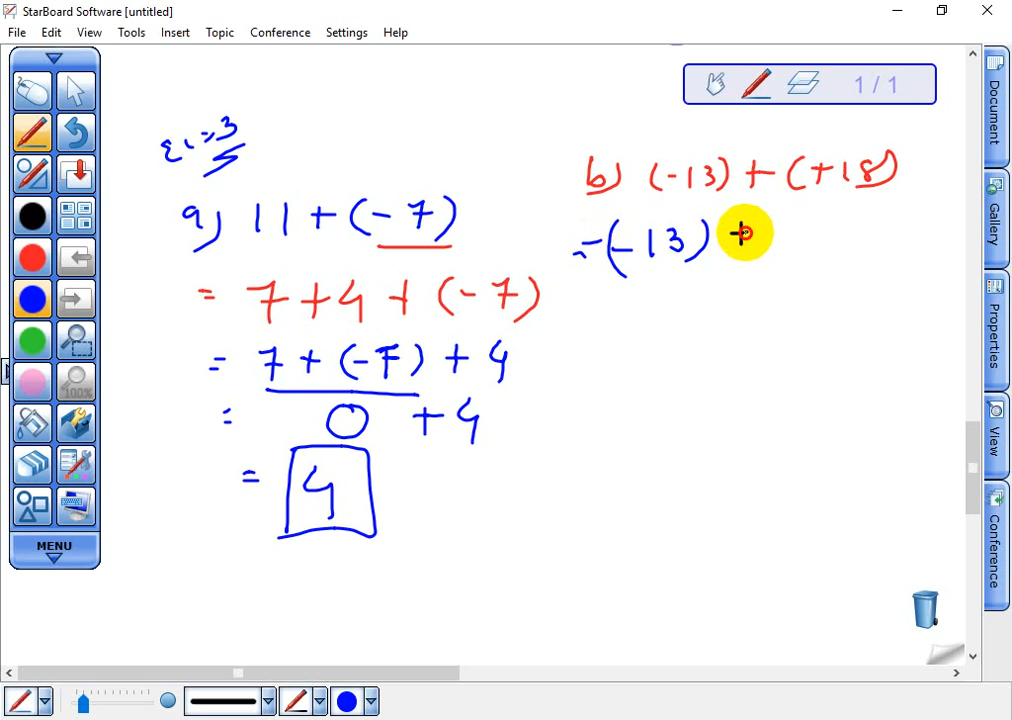 StarBoard Software [untitled]
File Edit View Tools Insert Topic Conference Settings Help
1 / 1
a) 11 + (-7)
= 7 + 4 + (-7)
= 7 + (-7) + 4
= 0 + 4
= 4
b) (-13) + (+18)
= (-13) +
100%
MENU
Document
Gallery
Properties
View
Conference